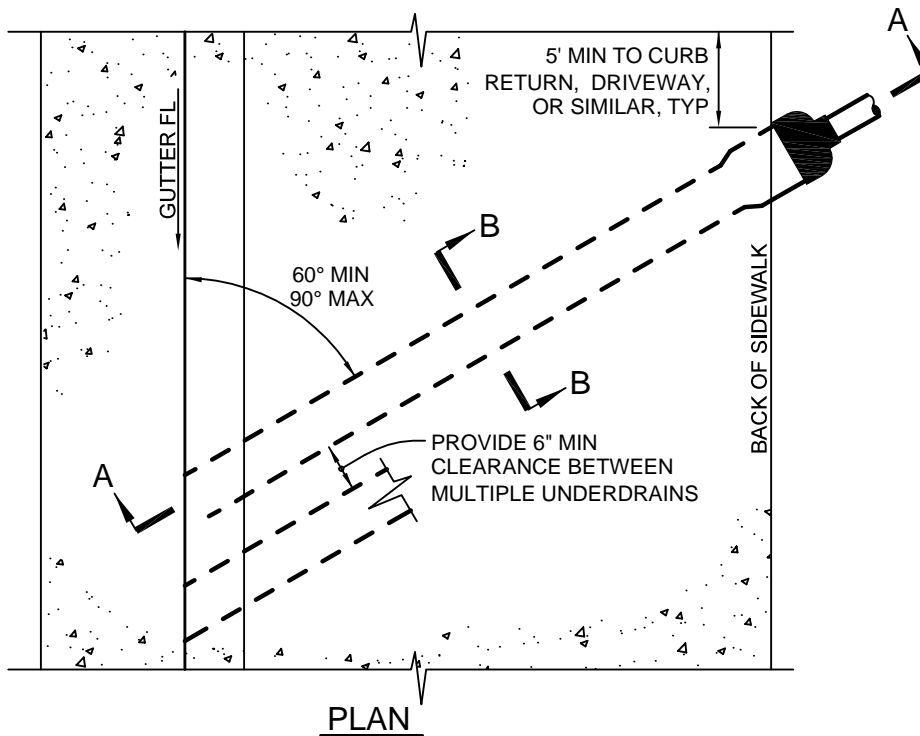 A
5' MIN TO CURB
RETURN, DRIVEWAY,
OR SIMILAR, TYP
GUTTER FL
B
60° MIN
90° MAX
BACK OF SIDEWALK
B
PROVIDE 6" MIN
CLEARANCE BETWEEN
MULTIPLE UNDERDRAINS
A
PLAN